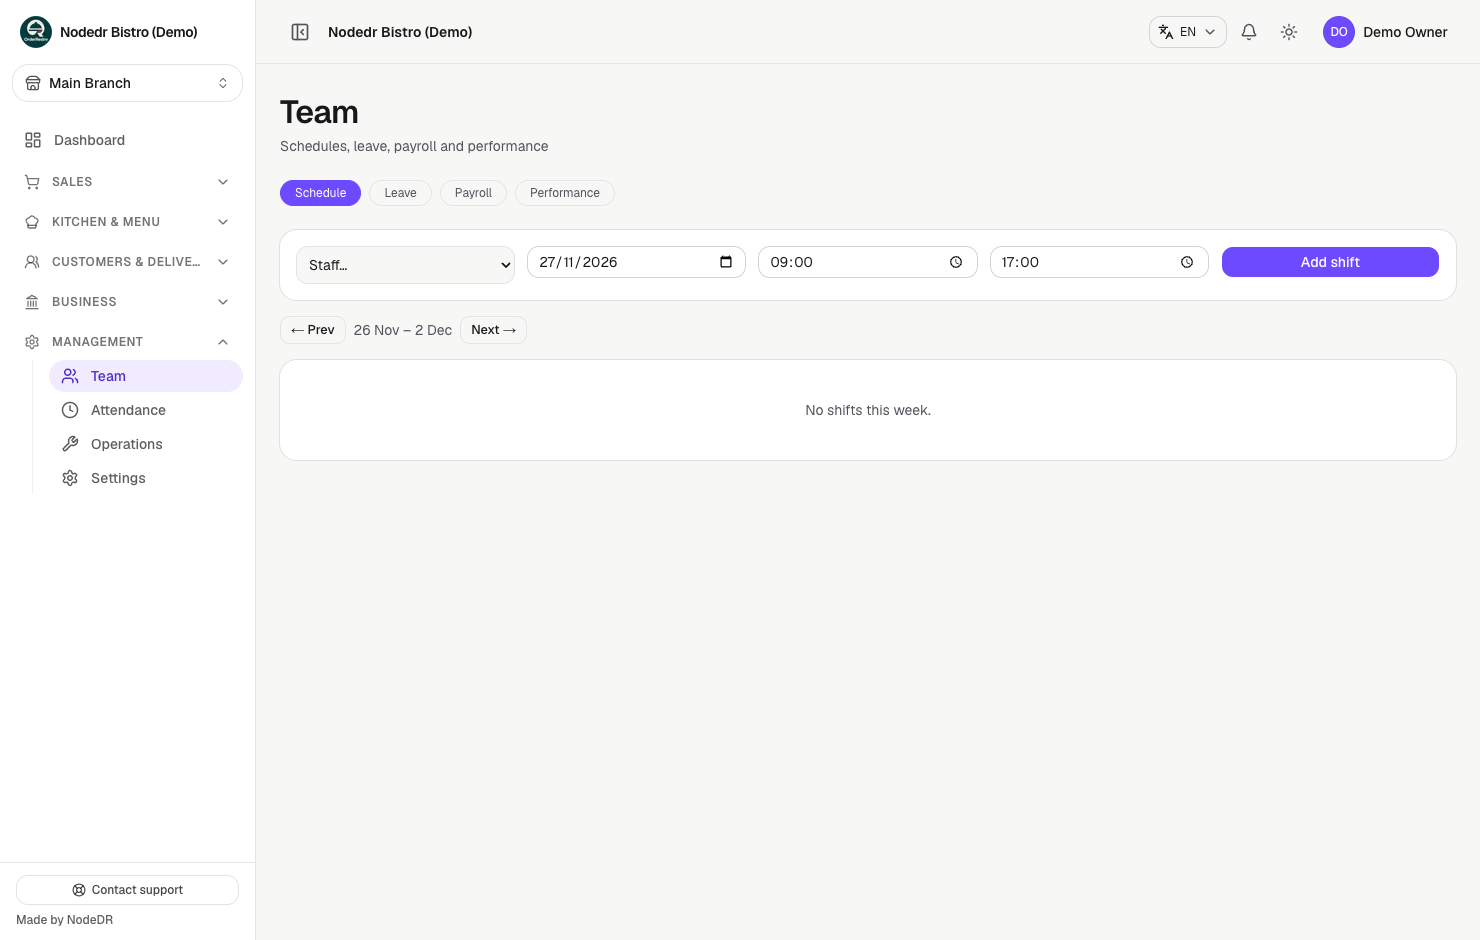 Nodedr Bistro (Demo)
Main Branch
Dashboard
SALES
KITCHEN & MENU
CUSTOMERS & DELIVE...
BUSINESS
MANAGEMENT
Team
Attendance
Operations
Settings
Contact support
Made by NodeDR
Nodedr Bistro (Demo)
EN
DO
Demo Owner
Team
Schedules, leave, payroll and performance
Schedule
Leave
Payroll
Performance
Staff…
27/11/2026
09:00
17:00
Add shift
← Prev
26 Nov – 2 Dec
Next →
No shifts this week.